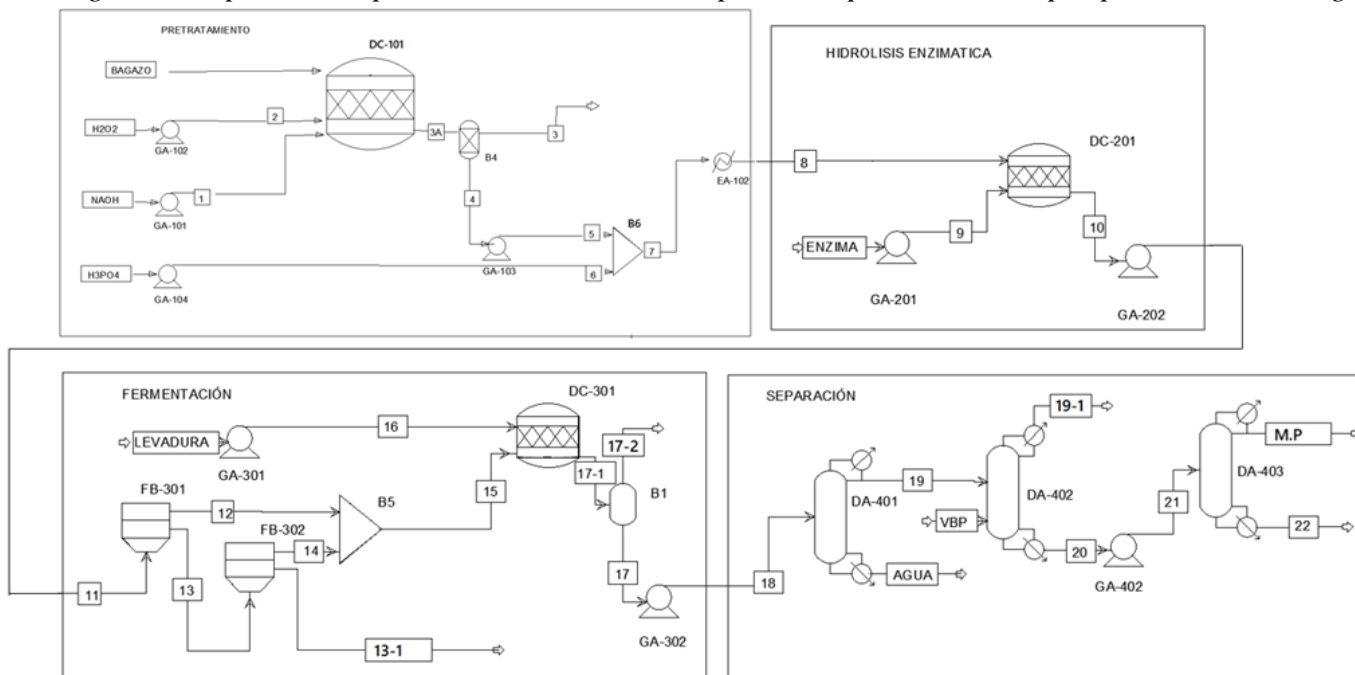 PRETRATAMIENTO
DC-101
BAGAZO
2
H2O2
GA-102
3A
3
B4
NAOH
1
GA-101
4
EA-102
8
5
B6
7
GA-103
H3PO4
6
GA-104
HIDROLISIS ENZIMATICA
DC-201
ENZIMA
9
10
GA-201
GA-202
FERMENTACIÓN
DC-301
LEVADURA
16
17-2
GA-301
17-1
FB-301
15
B1
12
B5
FB-302
14
11
13
17
GA-302
13-1
SEPARACIÓN
19-1
M.P
DA-401
19
DA-402
DA-403
21
VBP
22
18
AGUA
20
GA-402